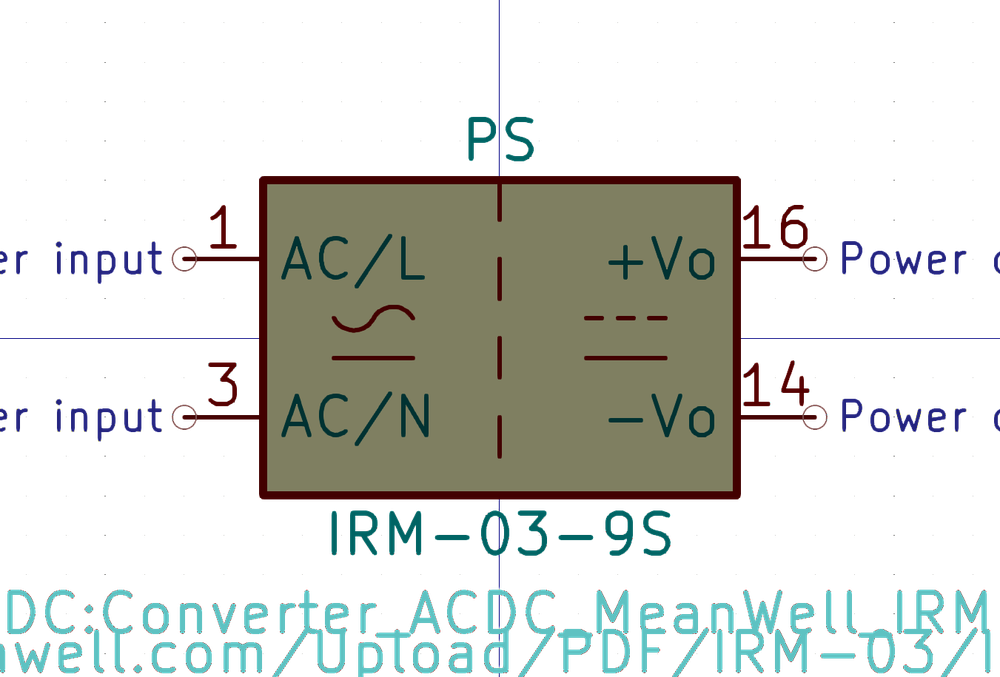 PS
1 16
er input AC/L +Vo Power
3 14
er input AC/N −Vo Power
IRM−03−9S
DC:Converter_ACDC_MeanWell_IRM
nwell.com/Upload/PDF/IRM−03/I